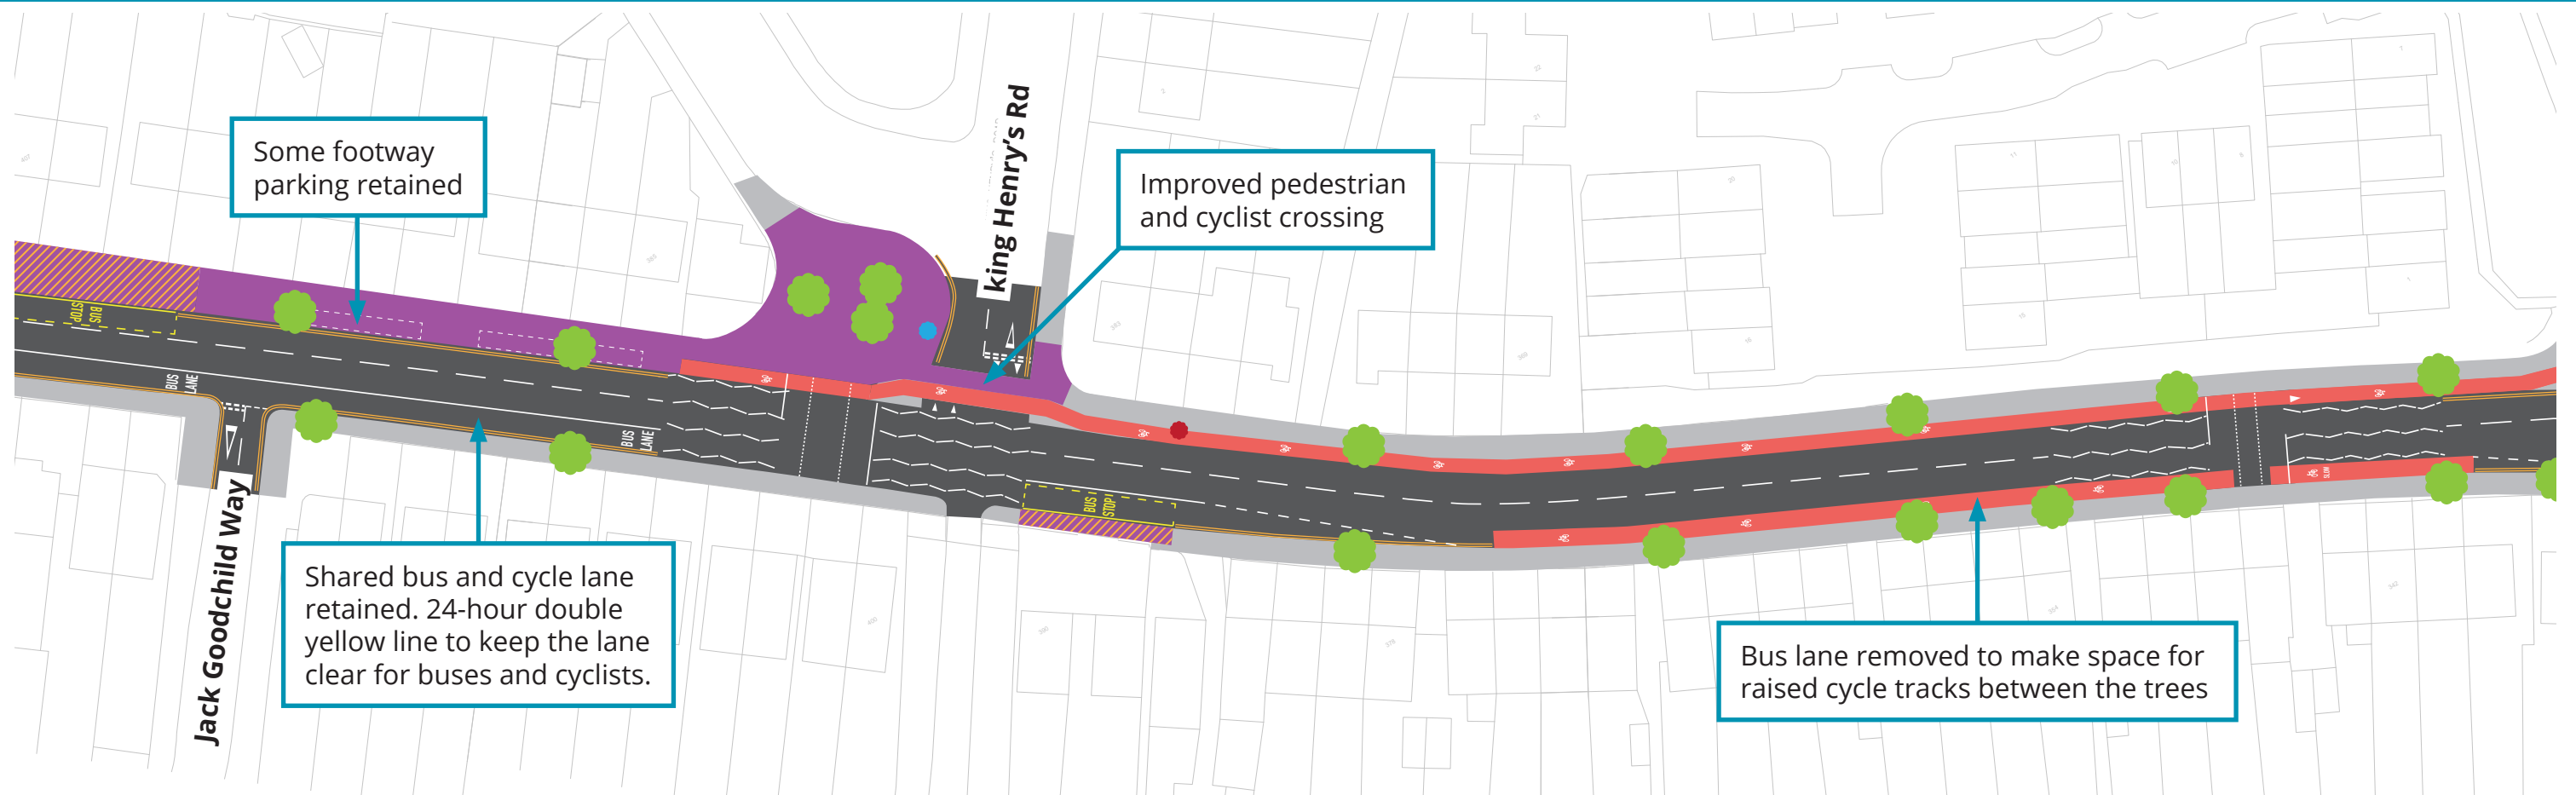 Some footway
parking retained
king Henry's Rd
Improved pedestrian
and cyclist crossing
BUS
STOP
BUS
LANE
BUS
LANE
BUS
STOP
SLOW
Jack Goodchild Way
Shared bus and cycle lane
retained. 24-hour double
yellow line to keep the lane
clear for buses and cyclists.
Bus lane removed to make space for
raised cycle tracks between the trees